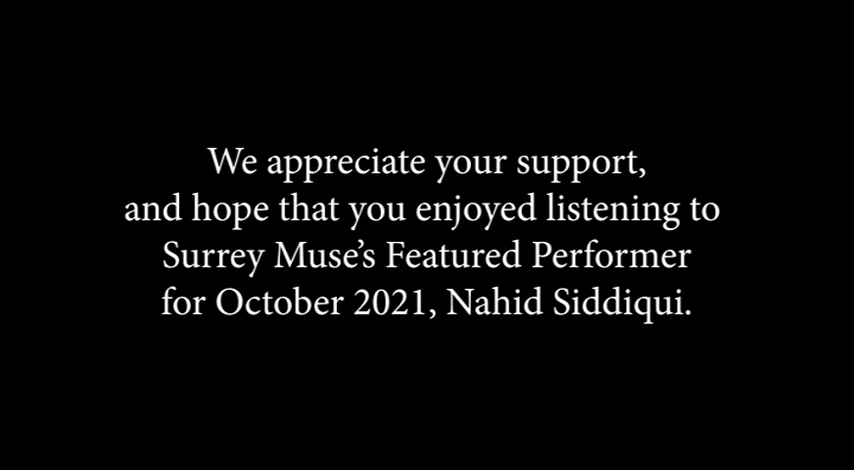 We appreciate your support,
and hope that you enjoyed listening to
Surrey Muse’s Featured Performer
for October 2021, Nahid Siddiqui.